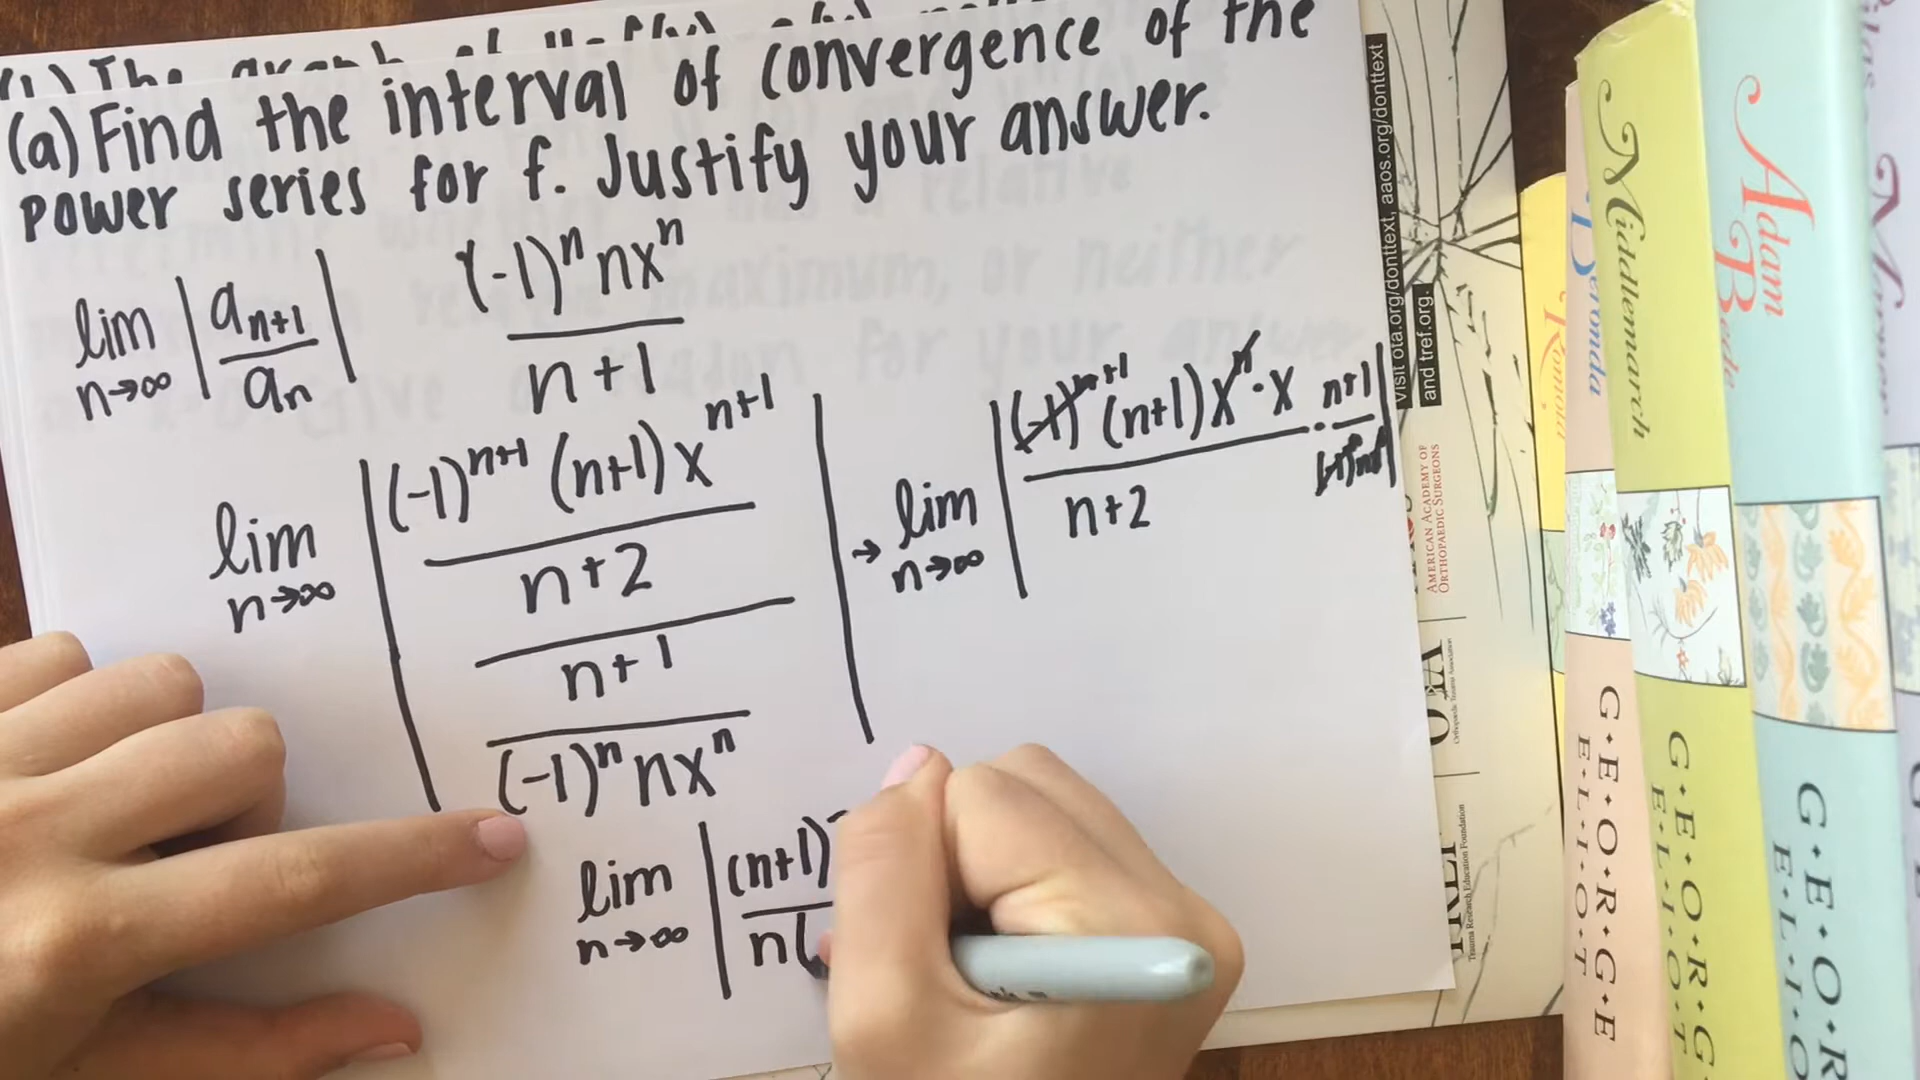 (a) Find the interval of convergence of the
power series for f. Justify your answer.
lim n→∞ |a_{n+1}/a_n|
(-1)^n nx^n / n+1
lim n→∞ |(-1)^{n+1} (n+1)x^{n+1} / n+2 / n+1 / (-1)^n nx^n|
→ lim n→∞ |(-1)^{n+1} (n+1)x^n · x / n+2 · n+1
lim n→∞ |(n+1) / n(
visit ota.org/donttext, aaos.org/donttext
and tref.org.
AMERICAN ACADEMY OF
ORTHOPAEDIC SURGEONS
OTA
Orthopaedic Trauma Association
Trauma Research Education Foundation
Romola
Middlemarch
G·E·O·R·G·E
E·L·I·O·T
G·E·O·R·G
E·L·I·O·T
Adam
Bede
G·E·O·R
E·L·I·O